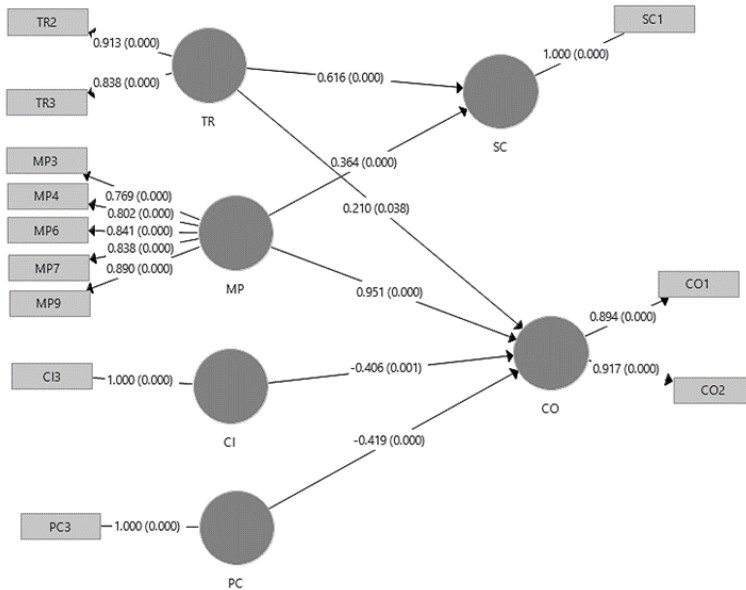 TR2
SC1
0.913 (0.000)
1.000 (0.000)
0.838 (0.000)
0.616 (0.000)
TR3
TR
SC
MP3
0.364 (0.000)
MP4
0.769 (0.000)
0.802 (0.000)
0.210 (0.038)
MP6
0.841 (0.000)
0.838 (0.000)
MP7
0.890 (0.000)
MP9
MP
CO1
0.951 (0.000)
0.894 (0.000)
CI3
1.000 (0.000)
-0.406 (0.001)
0.917 (0.000)
CO2
CO
CI
-0.419 (0.000)
PC3
1.000 (0.000)
PC